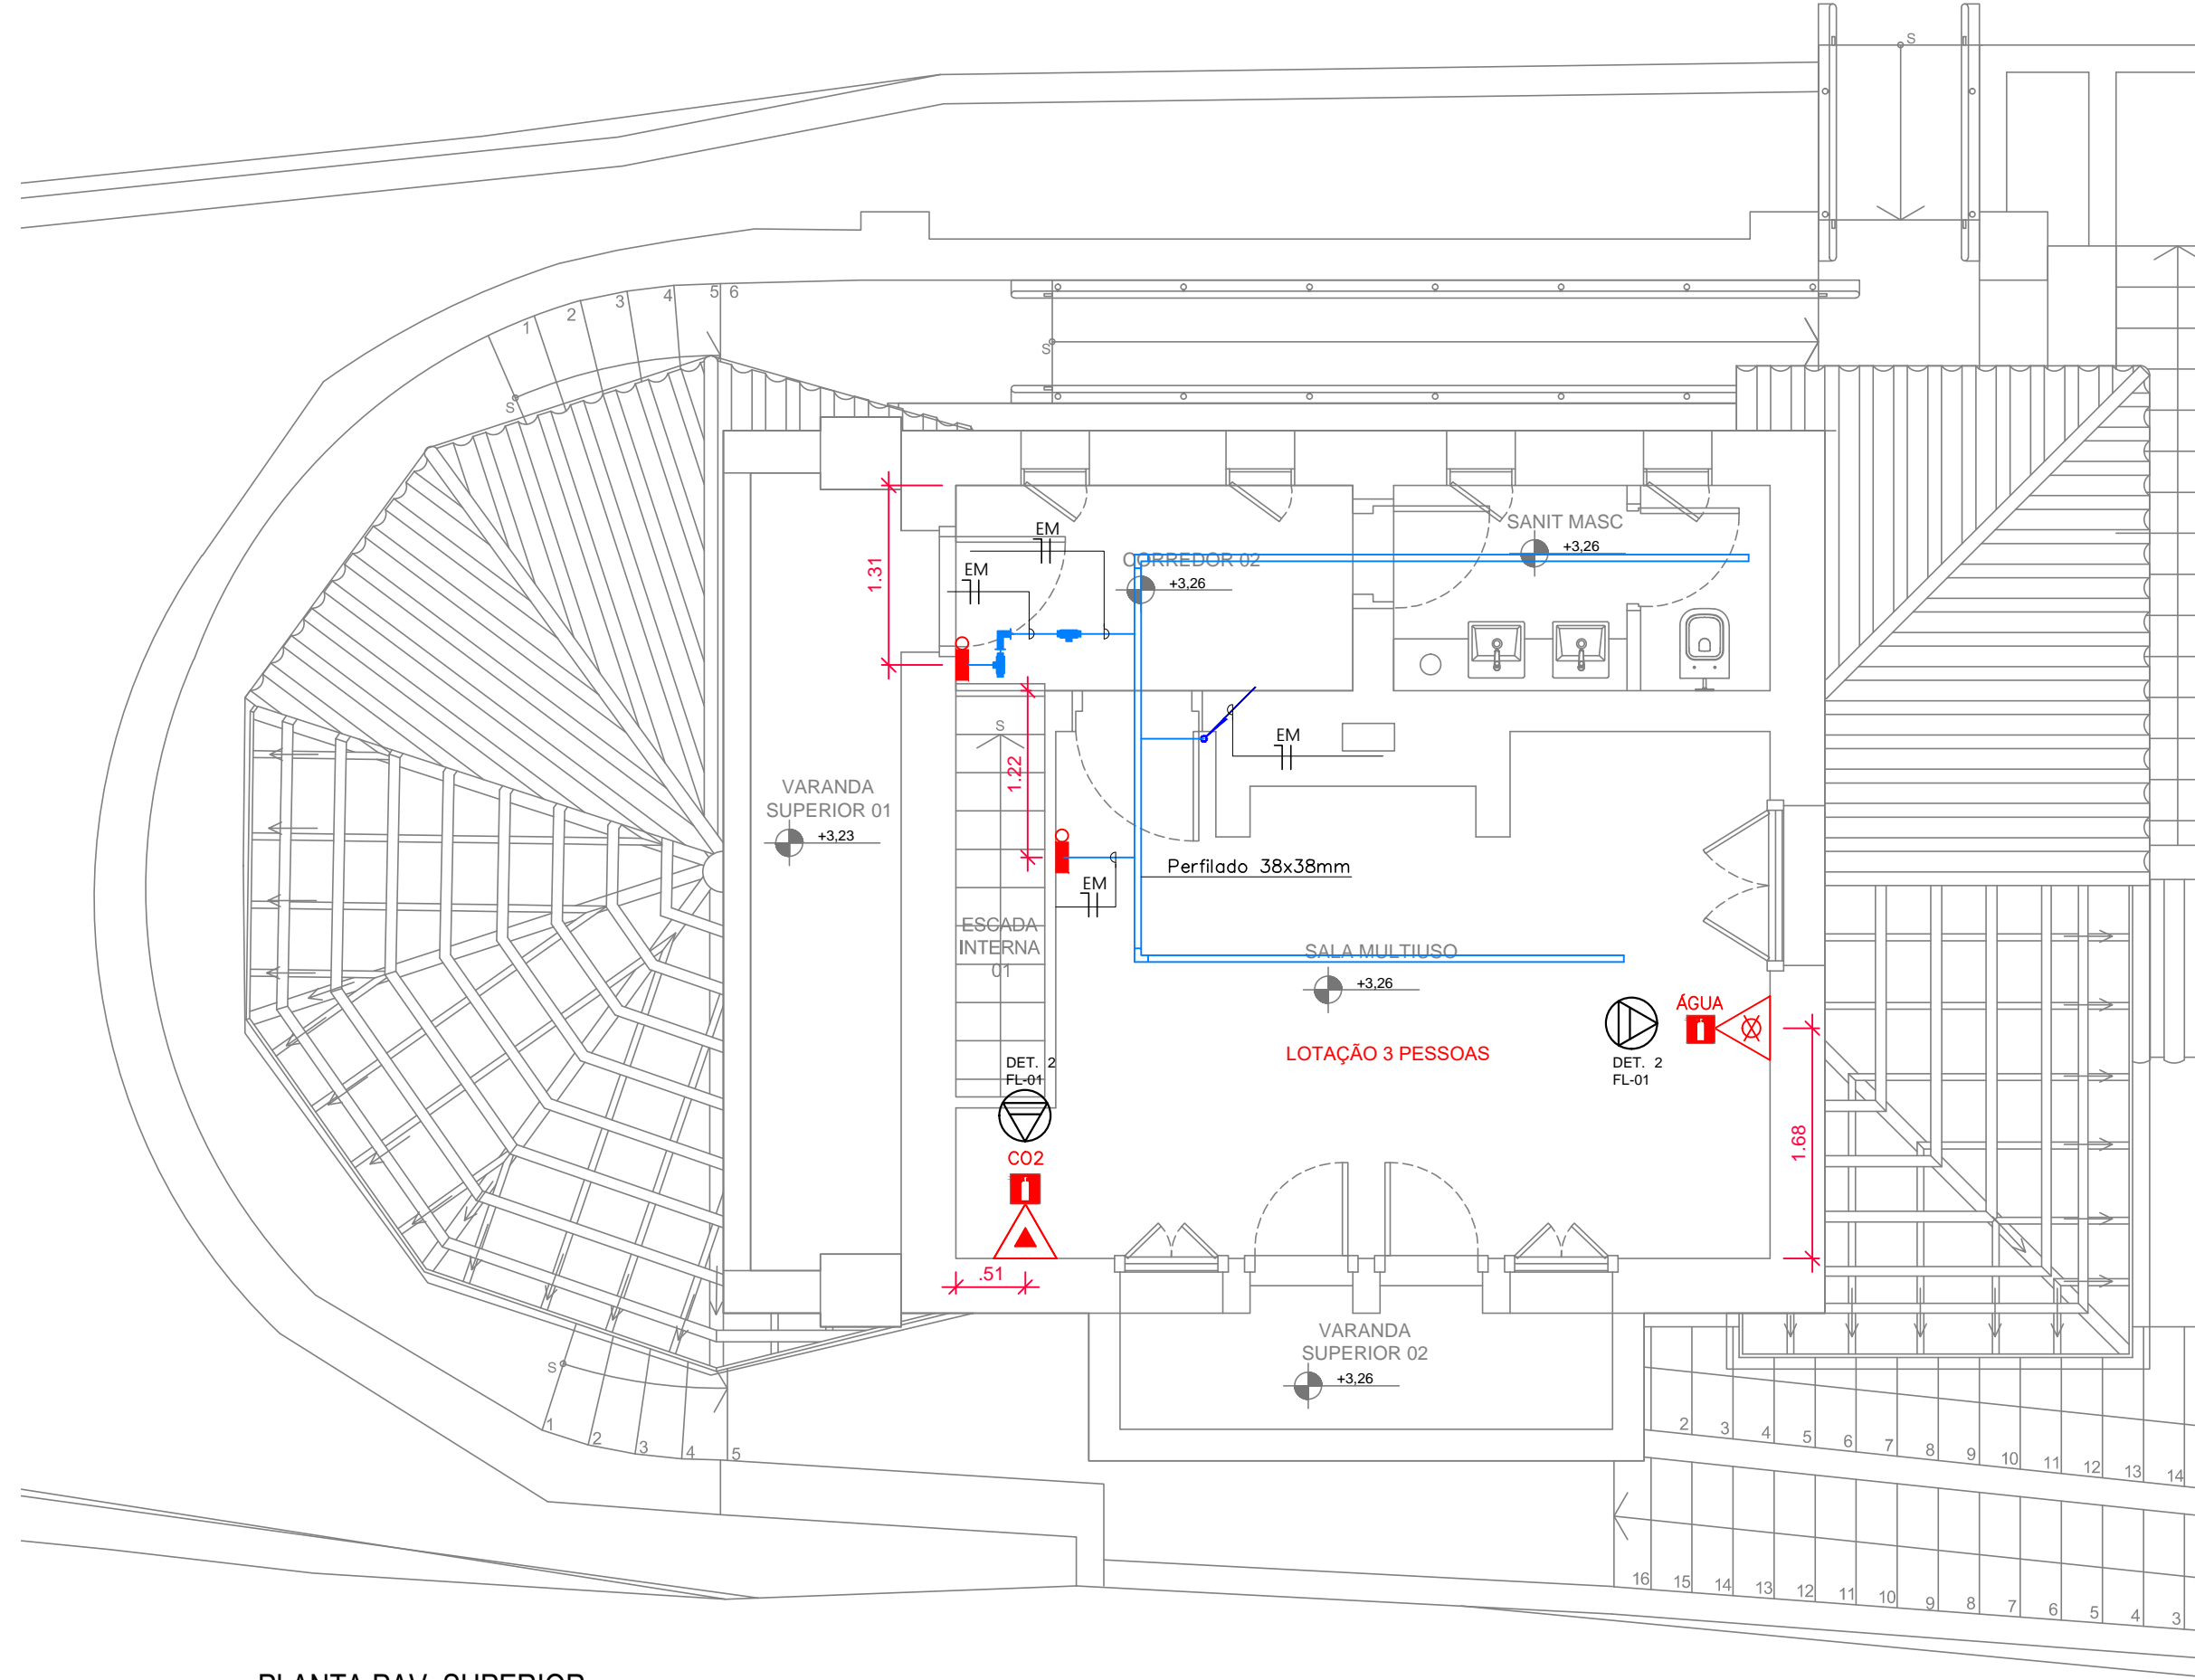 S
1
2
3
4
5
6
S
S
EM
EM
1.31
CORREDOR 02
+3,26
SANIT MASC
+3,26
S
1.22
EM
VARANDA
SUPERIOR 01
+3,23
Perfilado 38x38mm
EM
ESCADA
INTERNA
01
SALA MULTIUSO
+3,26
LOTAÇÃO 3 PESSOAS
ÁGUA
DET. 2
FL-01
DET. 2
FL-01
CO2
1.68
.51
VARANDA
SUPERIOR 02
+3,26
S
1
2
3
4
5
2
3
4
5
6
7
8
9
10
11
12
13
14
16
15
14
13
12
11
10
9
8
7
6
5
4
3
PLANTA PAV. SUPERIOR